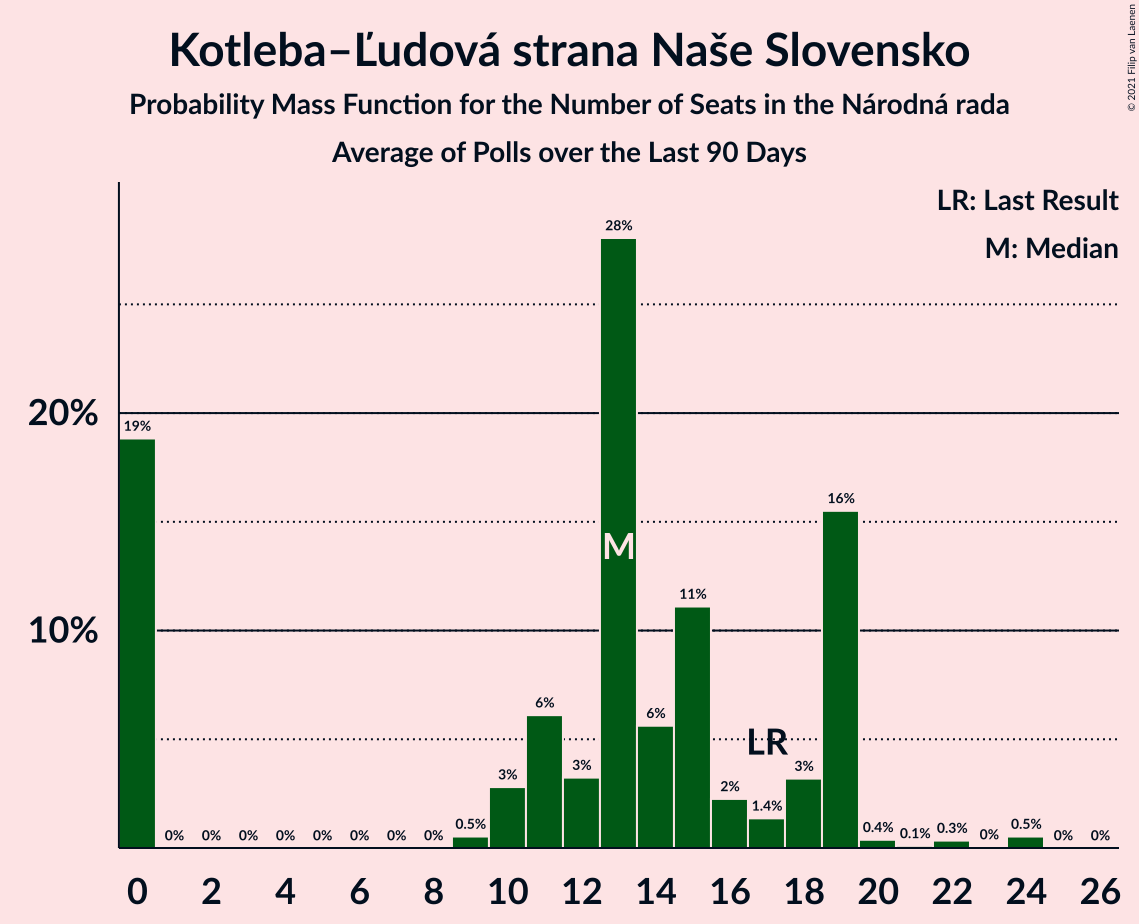 Kotleba–Ľudová strana Naše Slovensko
Probability Mass Function for the Number of Seats in the Národná rada
Average of Polls over the Last 90 Days
© 2021 Filip van Laenen
LR: Last Result
M: Median
28%
20%
19%
16%
M
11%
10%
6%
6%
LR
3%
3%
3%
2%
1.4%
0% 0% 0% 0% 0% 0% 0% 0% 0.5% 0.4% 0.1% 0.3% 0% 0.5% 0% 0%
0 2 4 6 8 10 12 14 16 18 20 22 24 26